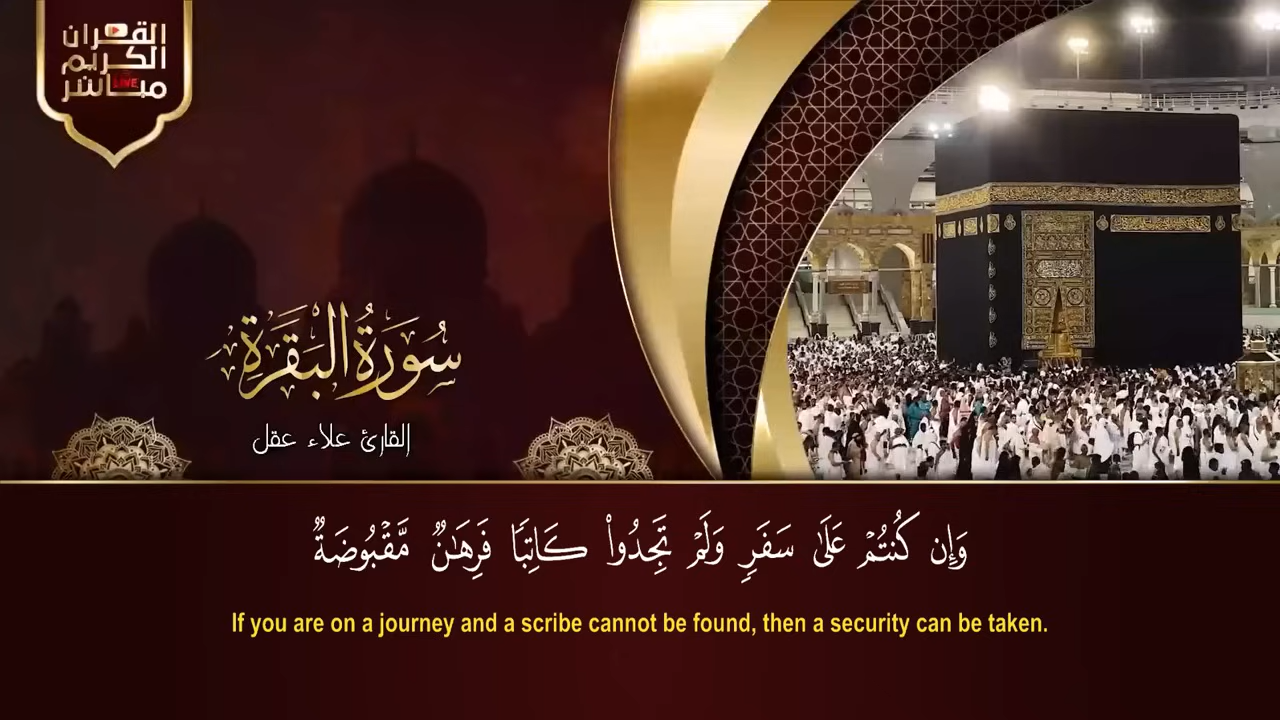 القرآن
الكريم
مباشر
LIVE
سُورَةُ البَقَرَةِ
القارئ علاء عقل
وَإِن كُنتُمۡ عَلَىٰ سَفَرٖ وَلَمۡ تَجِدُواْ كَاتِبٗا فَرِهَٰنٞ مَّقۡبُوضَةٞ
If you are on a journey and a scribe cannot be found, then a security can be taken.